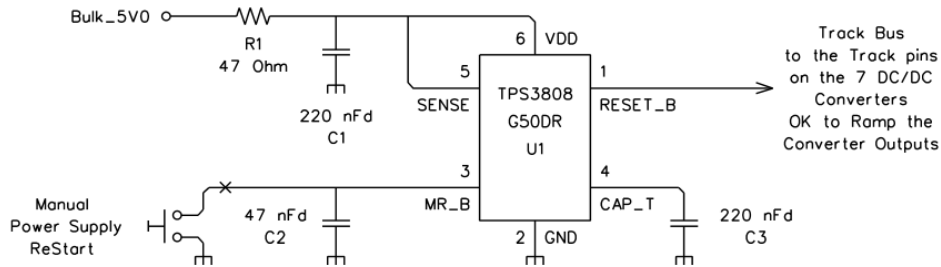 Bulk_5V0
R1
47 Ohm
220 nFd
C1
6 VDD
5
SENSE
TPS3808
G50DR
U1
1
RESET_B
Track Bus
to the Track pins
on the 7 DC/DC
Converters
OK to Ramp the
Converter Outputs
3
MR_B
4
CAP_T
2 GND
Manual
Power Supply
ReStart
47 nFd
C2
220 nFd
C3